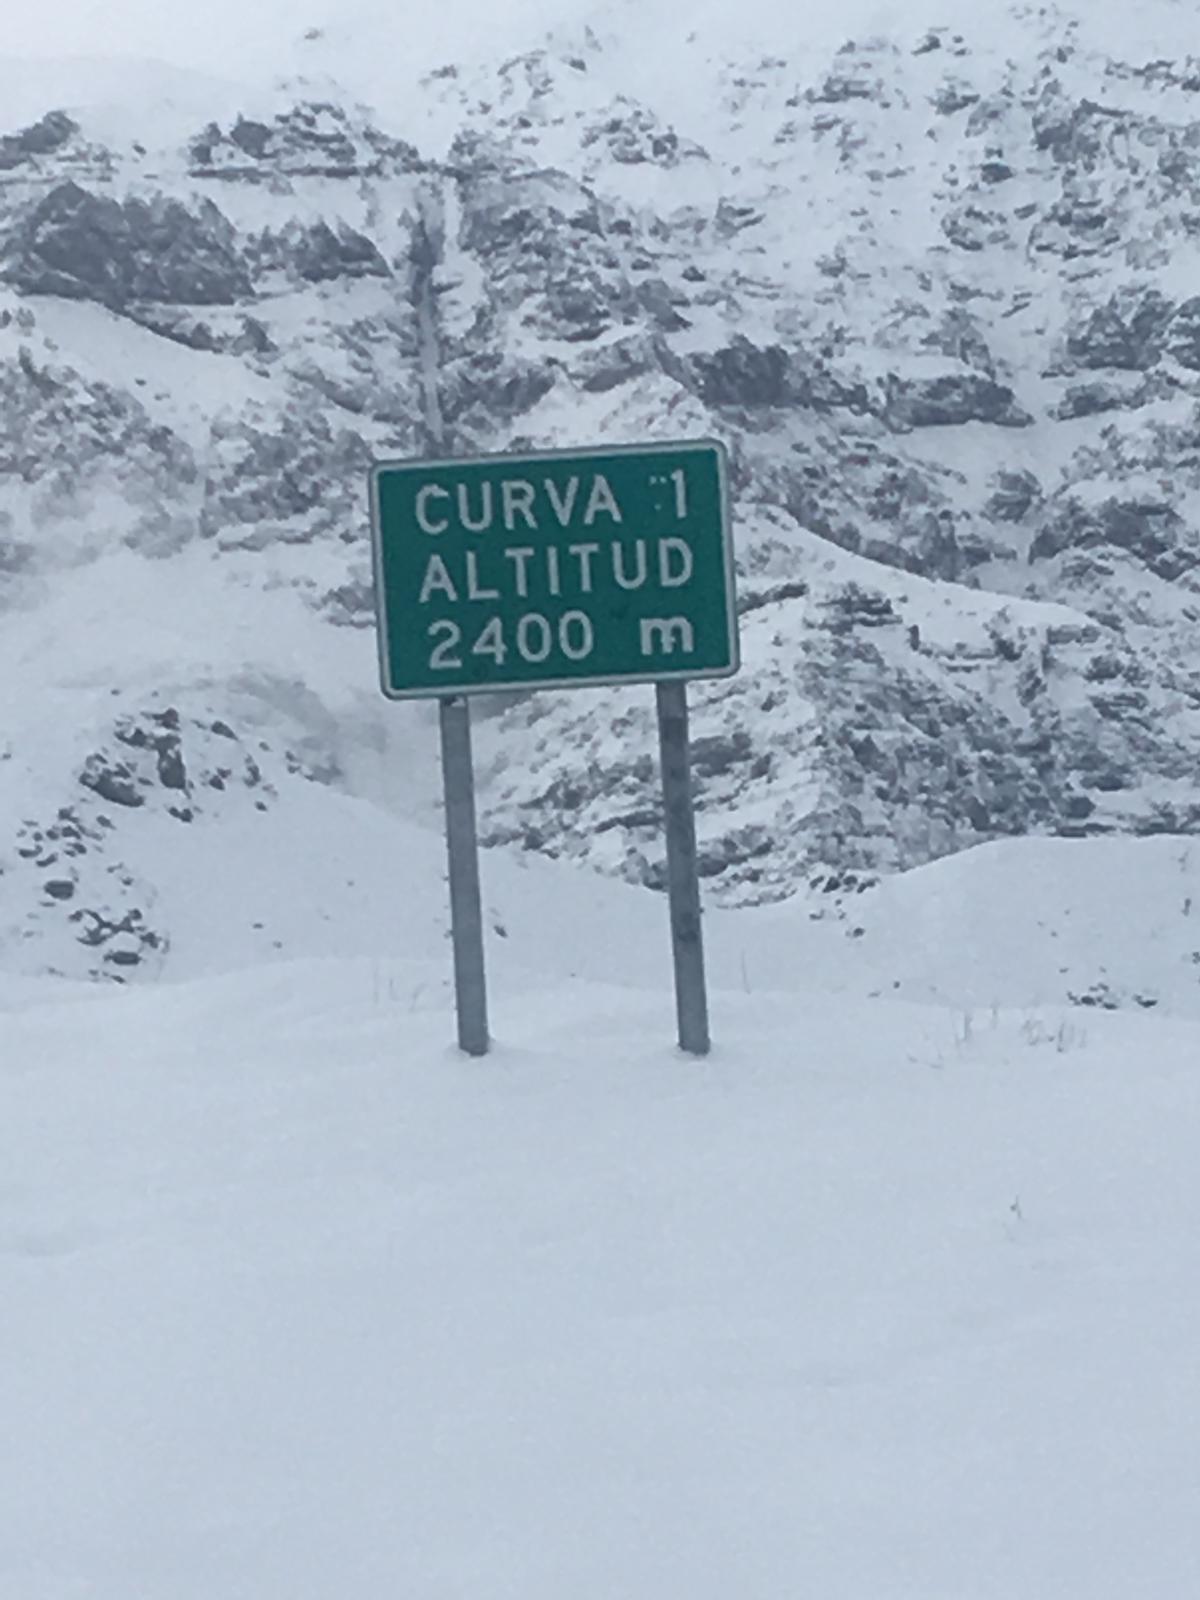 CURVA 1
ALTITUD
2400 m